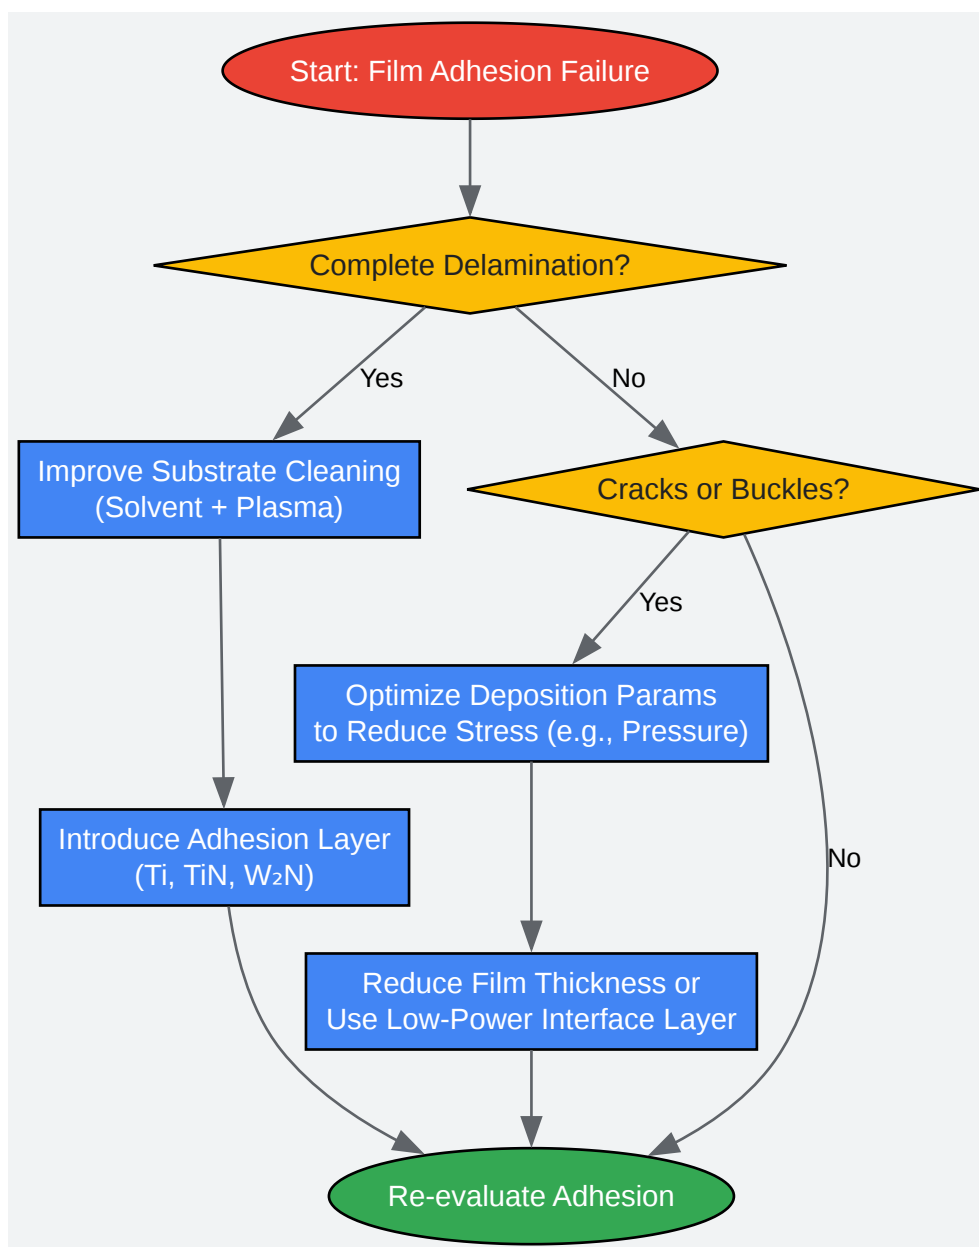 Start: Film Adhesion Failure
Complete Delamination?
Yes
No
Improve Substrate Cleaning
(Solvent + Plasma)
Cracks or Buckles?
Yes
Optimize Deposition Params
to Reduce Stress (e.g., Pressure)
Introduce Adhesion Layer
(Ti, TiN, W₂N)
No
Reduce Film Thickness or
Use Low-Power Interface Layer
Re-evaluate Adhesion